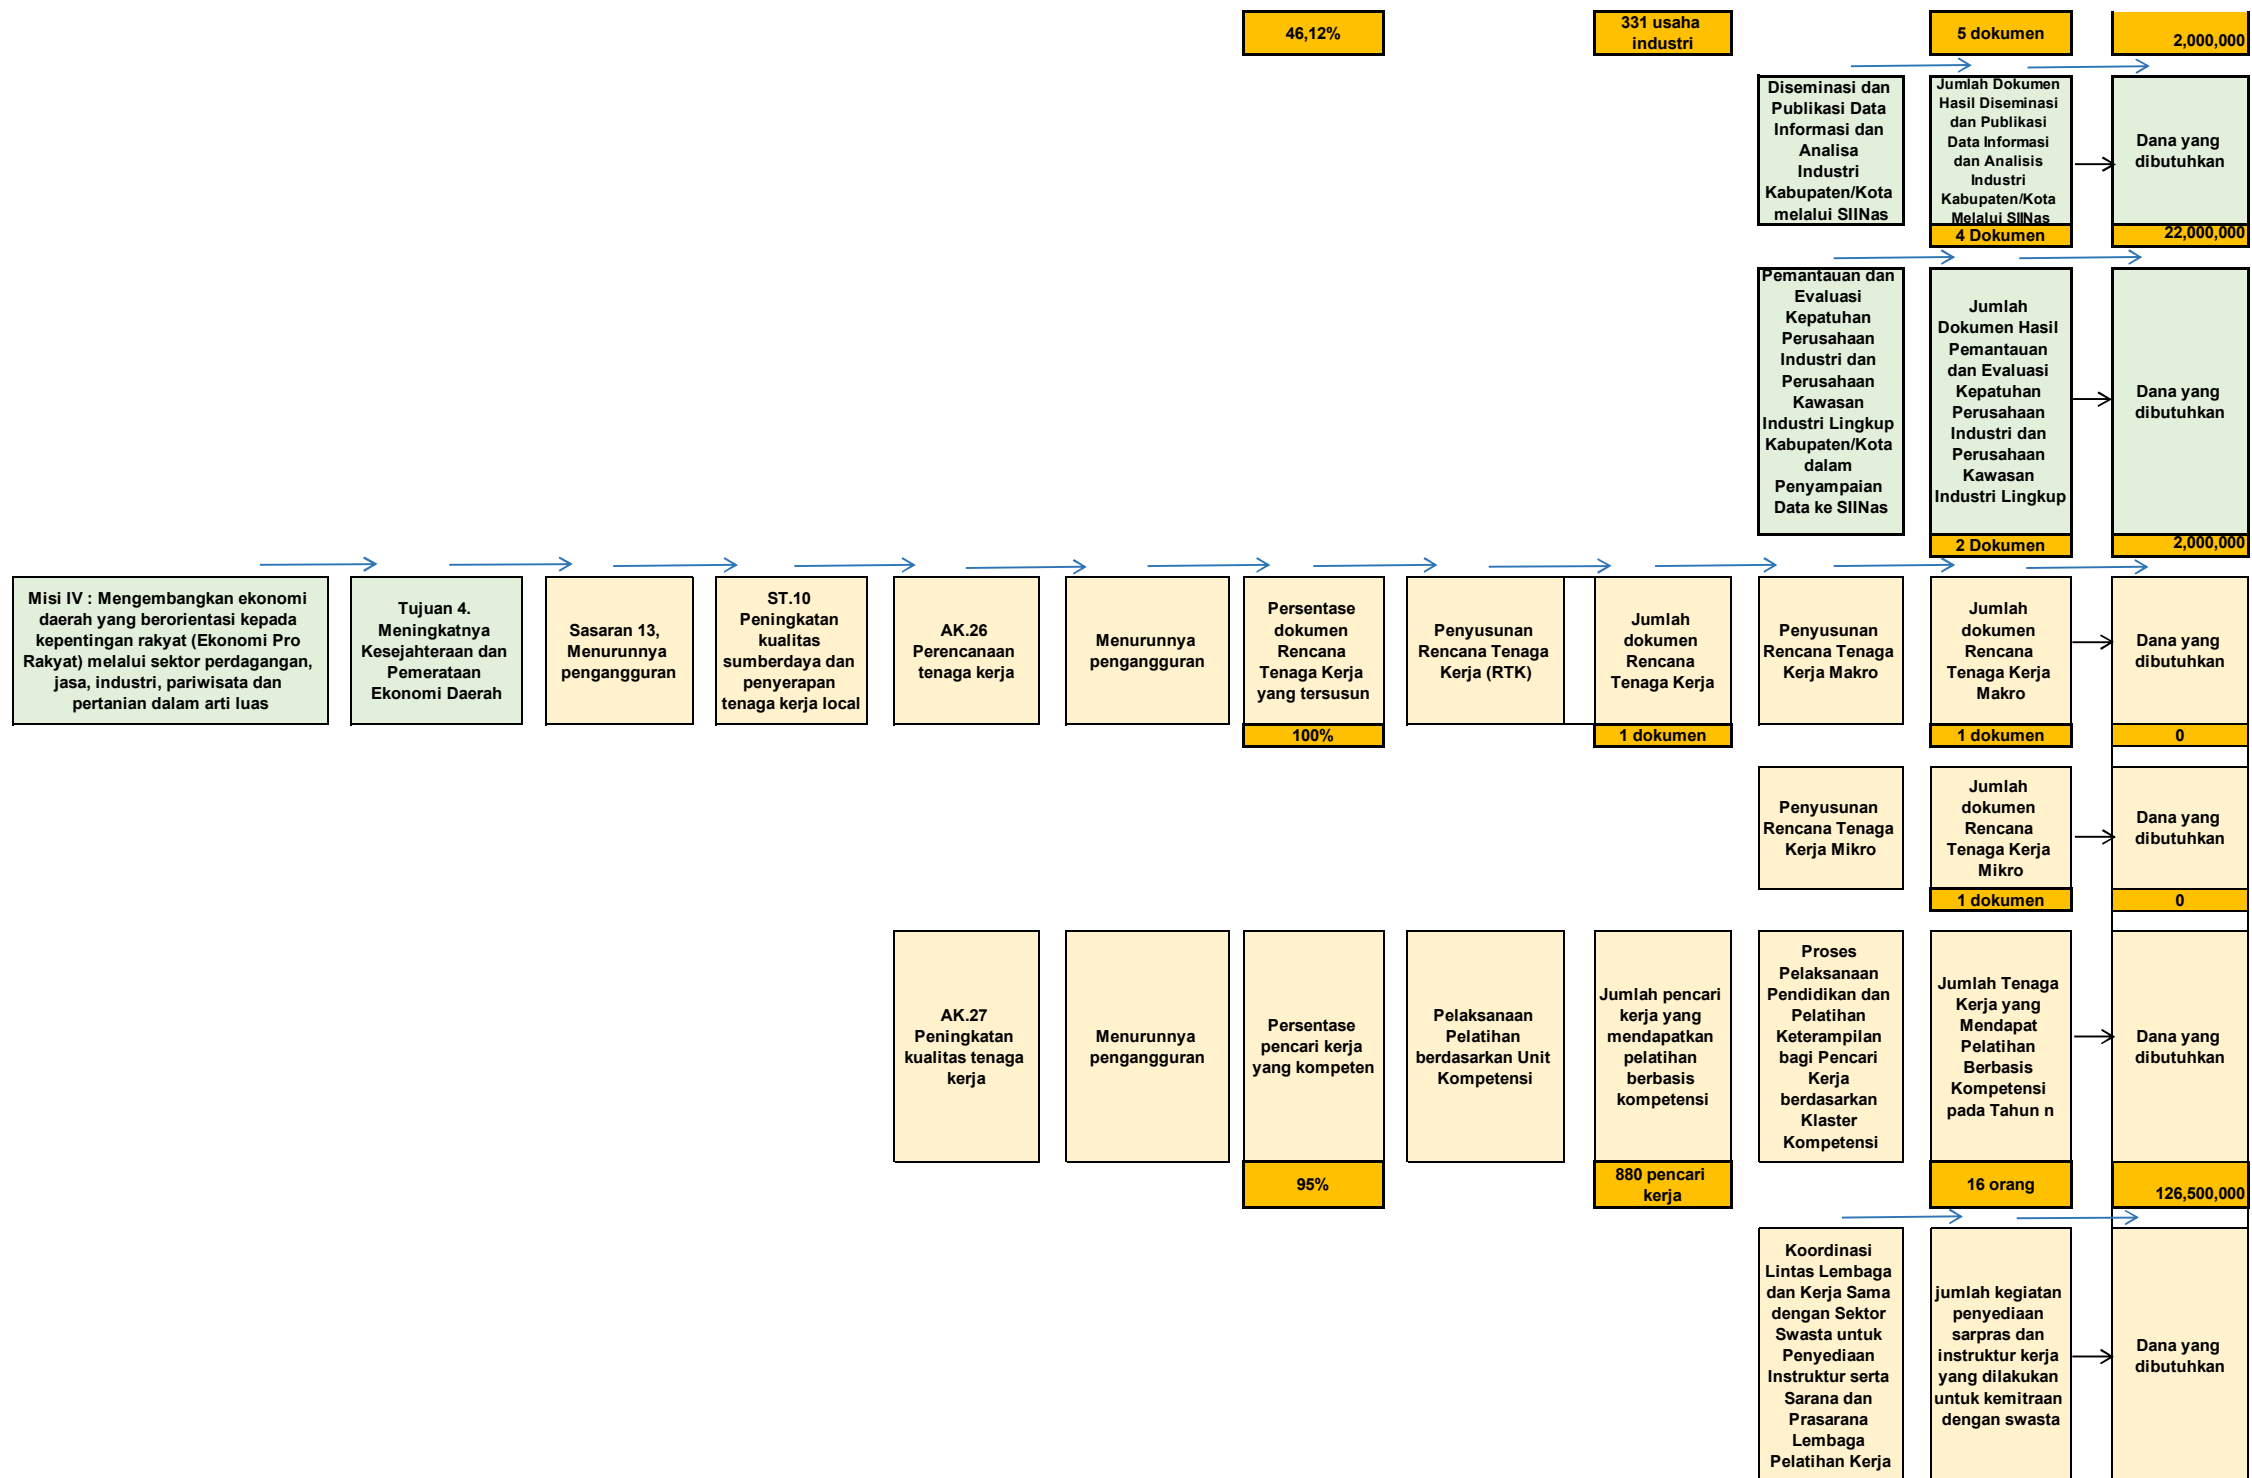 46,12%
331 usaha
industri
5 dokumen
2,000,000
Diseminasi dan
Publikasi Data
Informasi dan
Analisa
Industri
Kabupaten/Kota
melalui SIINas
Jumlah Dokumen
Hasil Diseminasi
dan Publikasi
Data Informasi
dan Analisis
Industri
Kabupaten/Kota
Melalui SIINas
Dana yang
dibutuhkan
4 Dokumen
22,000,000
Pemantauan dan
Evaluasi
Kepatuhan
Perusahaan
Industri dan
Perusahaan
Kawasan
Industri Lingkup
Kabupaten/Kota
dalam
Penyampaian
Data ke SIINas
Jumlah
Dokumen Hasil
Pemantauan
dan Evaluasi
Kepatuhan
Perusahaan
Industri dan
Perusahaan
Kawasan
Industri Lingkup
Dana yang
dibutuhkan
2 Dokumen
2,000,000
Misi IV : Mengembangkan ekonomi
daerah yang berorientasi kepada
kepentingan rakyat (Ekonomi Pro
Rakyat) melalui sektor perdagangan,
jasa, industri, pariwisata dan
pertanian dalam arti luas
Tujuan 4.
Meningkatnya
Kesejahteraan dan
Pemerataan
Ekonomi Daerah
Sasaran 13,
Menurunnya
pengangguran
ST.10
Peningkatan
kualitas
sumberdaya dan
penyerapan
tenaga kerja local
AK.26
Perencanaan
tenaga kerja
Menurunnya
pengangguran
Persentase
dokumen
Rencana
Tenaga Kerja
yang tersusun
Penyusunan
Rencana Tenaga
Kerja (RTK)
Jumlah
dokumen
Rencana
Tenaga Kerja
Penyusunan
Rencana Tenaga
Kerja Makro
Jumlah
dokumen
Rencana
Tenaga Kerja
Makro
Dana yang
dibutuhkan
100%
1 dokumen
1 dokumen
0
Penyusunan
Rencana Tenaga
Kerja Mikro
Jumlah
dokumen
Rencana
Tenaga Kerja
Mikro
Dana yang
dibutuhkan
1 dokumen
0
AK.27
Peningkatan
kualitas tenaga
kerja
Menurunnya
pengangguran
Persentase
pencari kerja
yang kompeten
Pelaksanaan
Pelatihan
berdasarkan Unit
Kompetensi
Jumlah pencari
kerja yang
mendapatkan
pelatihan
berbasis
kompetensi
Proses
Pelaksanaan
Pendidikan dan
Pelatihan
Keterampilan
bagi Pencari
Kerja
berdasarkan
Klaster
Kompetensi
Jumlah Tenaga
Kerja yang
Mendapat
Pelatihan
Berbasis
Kompetensi
pada Tahun n
Dana yang
dibutuhkan
95%
880 pencari
kerja
16 orang
126,500,000
Koordinasi
Lintas Lembaga
dan Kerja Sama
dengan Sektor
Swasta untuk
Penyediaan
Instruktur serta
Sarana dan
Prasarana
Lembaga
Pelatihan Kerja
jumlah kegiatan
penyediaan
sarpras dan
instruktur kerja
yang dilakukan
untuk kemitraan
dengan swasta
Dana yang
dibutuhkan